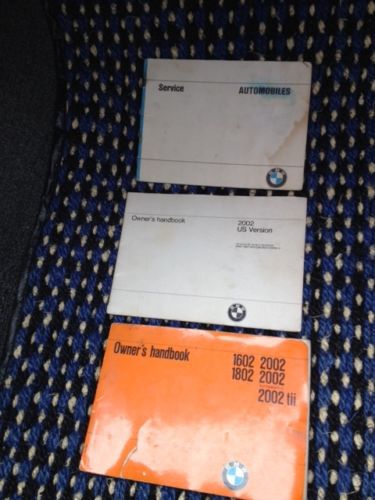 Service AUTOMOBILES
Owner's handbook 2002
US Version
Owner's handbook 1602 2002
1802 2002
2002 tii